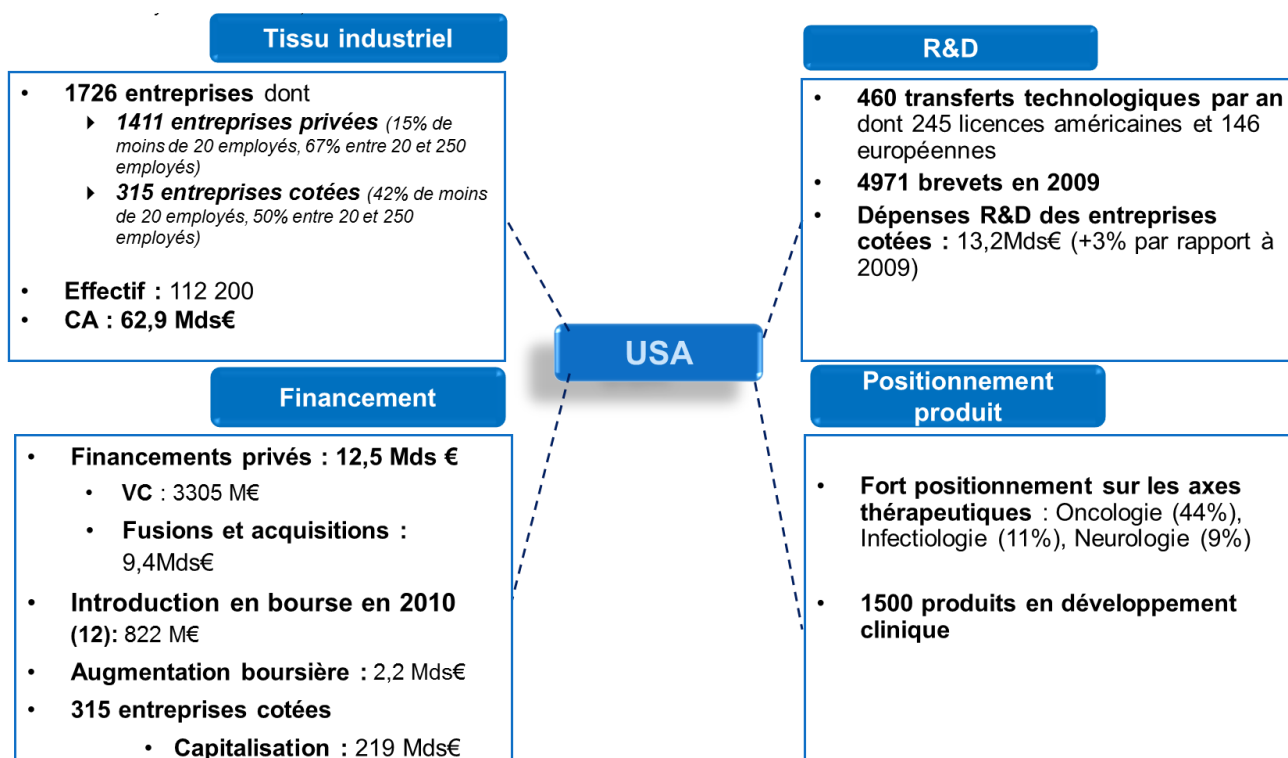 Tissu industriel
• 1726 entreprises dont
1411 entreprises privées (15% de
moins de 20 employés, 67% entre 20 et 250
employés)
315 entreprises cotées (42% de moins
de 20 employés, 50% entre 20 et 250
employés)
• Effectif : 112 200
• CA : 62,9 Mds€
R&D
• 460 transferts technologiques par an
dont 245 licences américaines et 146
européennes
• 4971 brevets en 2009
• Dépenses R&D des entreprises
cotées : 13,2Mds€ (+3% par rapport à
2009)
USA
Financement
• Financements privés : 12,5 Mds €
• VC : 3305 M€
• Fusions et acquisitions :
9,4Mds€
• Introduction en bourse en 2010
(12): 822 M€
• Augmentation boursière : 2,2 Mds€
• 315 entreprises cotées
• Capitalisation : 219 Mds€
Positionnement
produit
• Fort positionnement sur les axes
thérapeutiques : Oncologie (44%),
Infectiologie (11%), Neurologie (9%)
• 1500 produits en développement
clinique